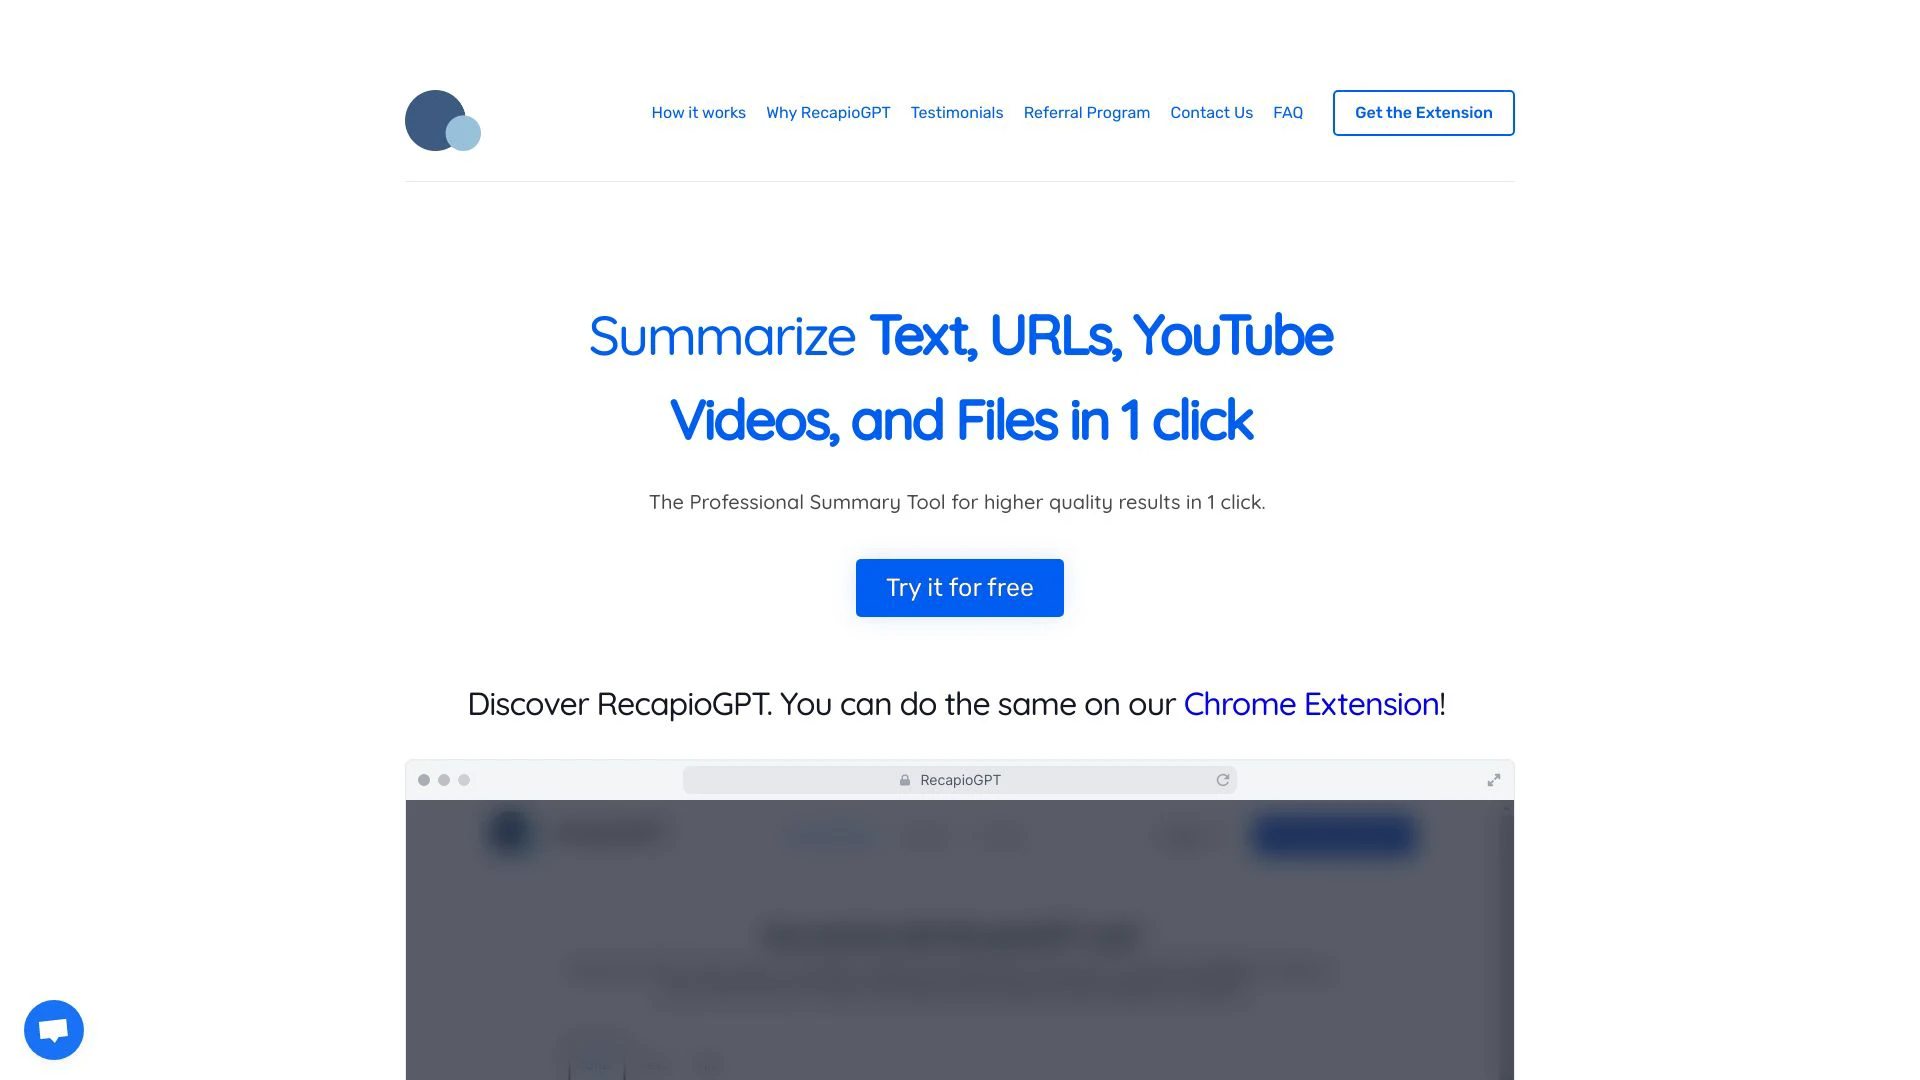 How it works Why RecapioGPT Testimonials Referral Program Contact Us FAQ Get the Extension
Summarize Text, URLs, YouTube
Videos, and Files in 1 click
The Professional Summary Tool for higher quality results in 1 click.
Try it for free
Discover RecapioGPT. You can do the same on our Chrome Extension!
RecapioGPT